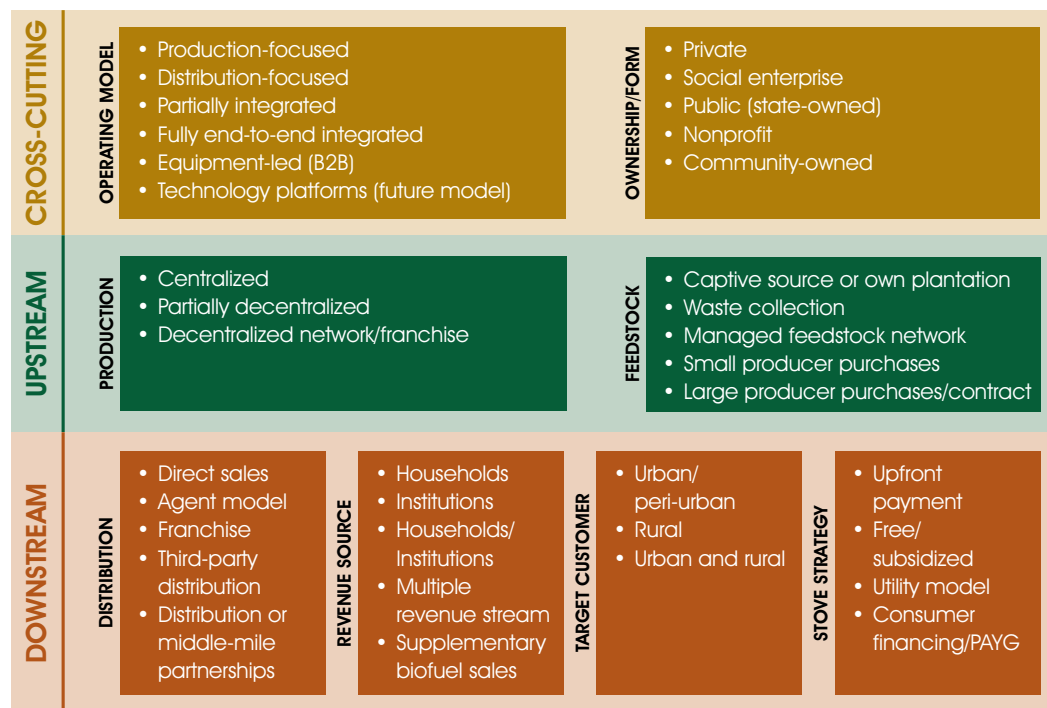 CROSS-CUTTING
OPERATING MODEL
• Production-focused
• Distribution-focused
• Partially integrated
• Fully end-to-end integrated
• Equipment-led (B2B)
• Technology platforms (future model)
OWNERSHIP/FORM
• Private
• Social enterprise
• Public (state-owned)
• Nonprofit
• Community-owned
UPSTREAM
PRODUCTION
• Centralized
• Partially decentralized
• Decentralized network/franchise
FEEDSTOCK
• Captive source or own plantation
• Waste collection
• Managed feedstock network
• Small producer purchases
• Large producer purchases/contract
DOWNSTREAM
DISTRIBUTION
• Direct sales
• Agent model
• Franchise
• Third-party
distribution
• Distribution or
middle-mile
partnerships
REVENUE SOURCE
• Households
• Institutions
• Households/
Institutions
• Multiple
revenue stream
• Supplementary
biofuel sales
TARGET CUSTOMER
• Urban/
peri-urban
• Rural
• Urban and rural
STOVE STRATEGY
• Upfront
payment
• Free/
subsidized
• Utility model
• Consumer
financing/PAYG